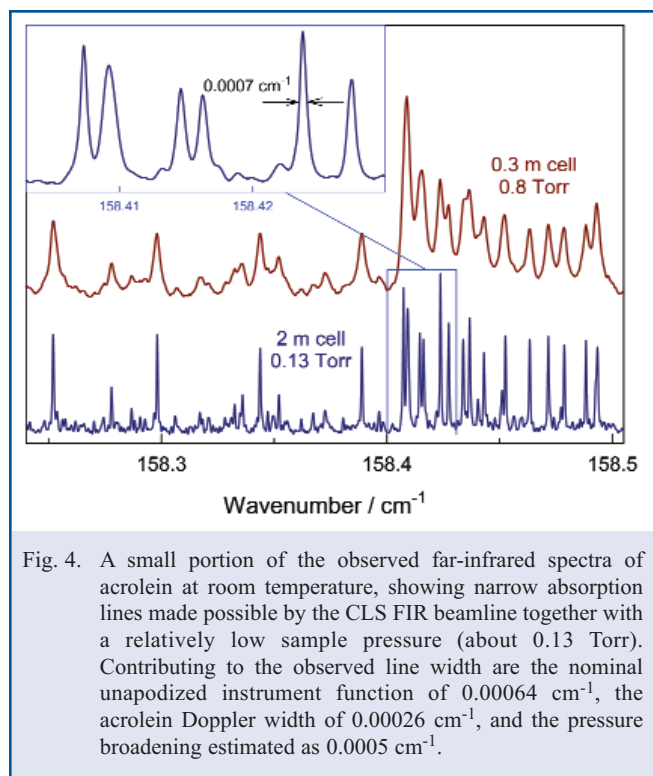 0.0007 cm⁻¹
158.41 158.42
0.3 m cell
0.8 Torr
2 m cell
0.13 Torr
158.3 158.4 158.5
Wavenumber / cm⁻¹
Fig. 4. A small portion of the observed far-infrared spectra of
acrolein at room temperature, showing narrow absorption
lines made possible by the CLS FIR beamline together with
a relatively low sample pressure (about 0.13 Torr).
Contributing to the observed line width are the nominal
unapodized instrument function of 0.00064 cm⁻¹, the
acrolein Doppler width of 0.00026 cm⁻¹, and the pressure
broadening estimated as 0.0005 cm⁻¹.